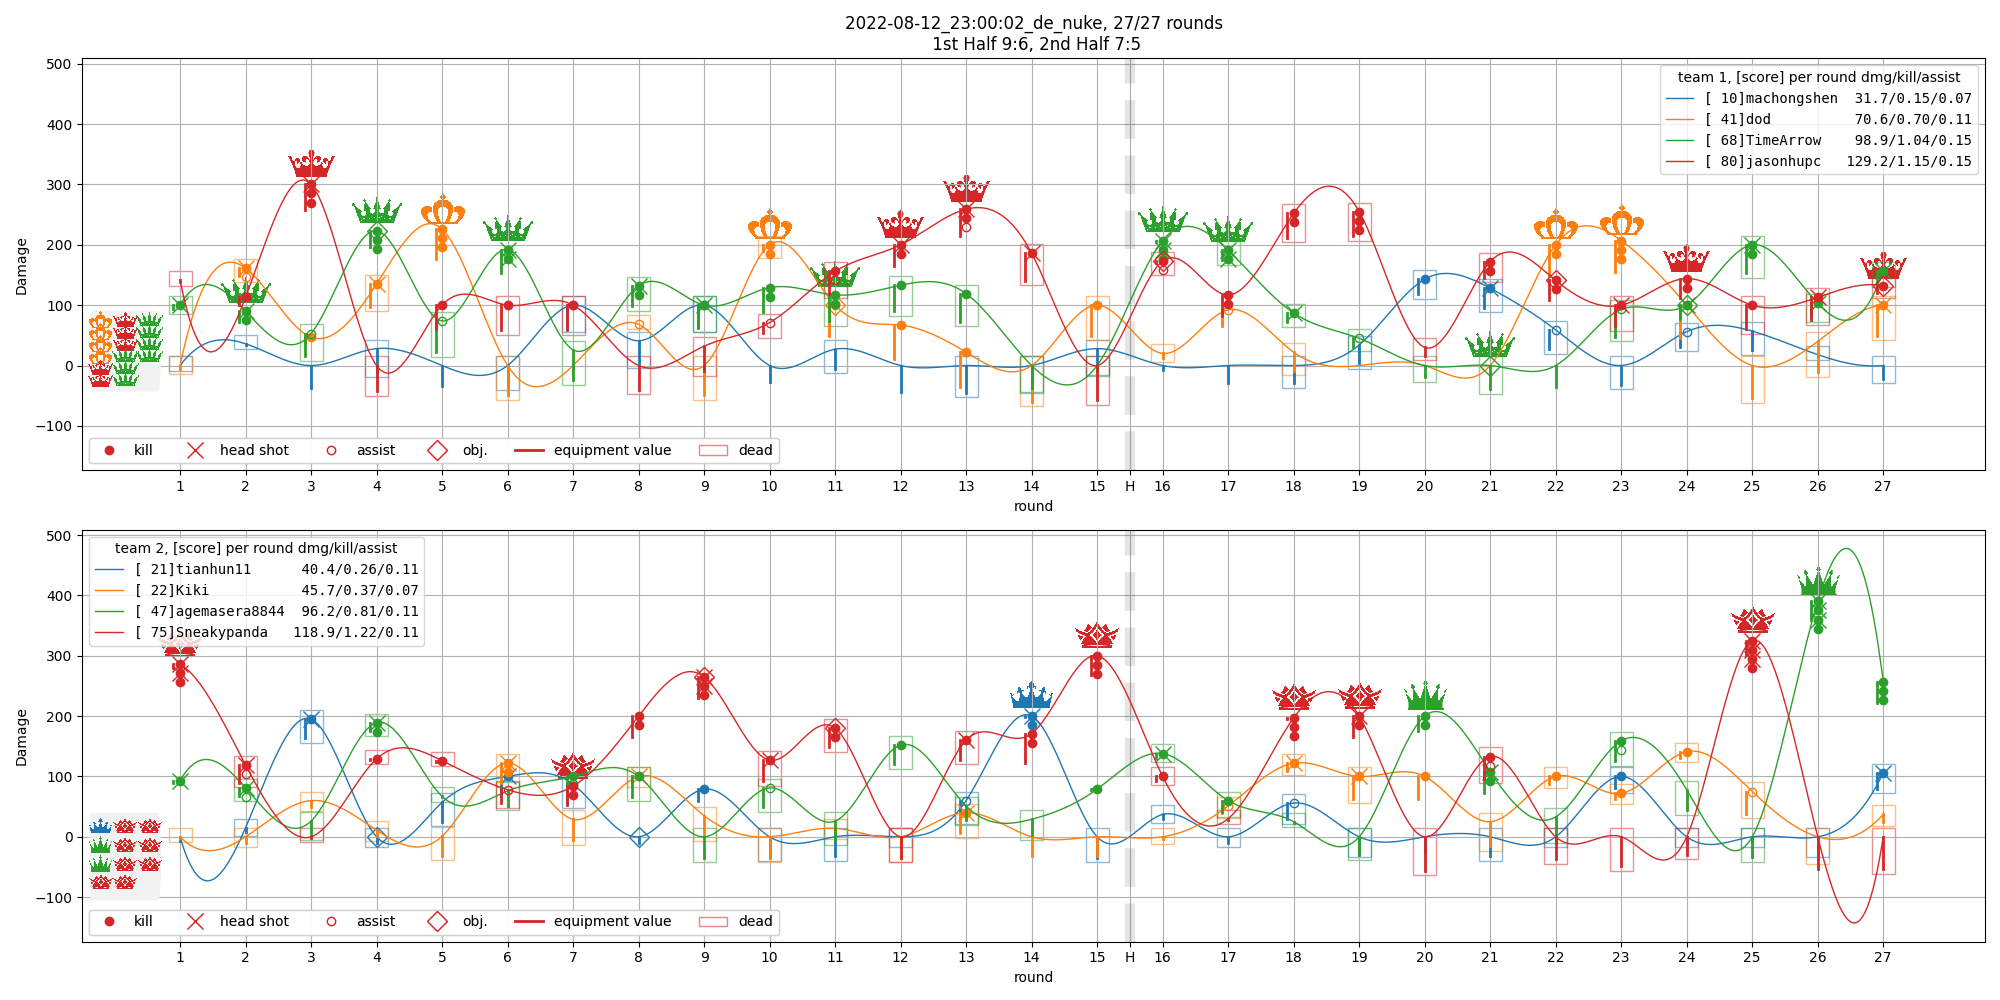 2022-08-12_23:00:02_de_nuke, 27/27 rounds
1st Half 9:6, 2nd Half 7:5
500
400
300
200
100
0
−100
Damage
team 1, [score] per round dmg/kill/assist
[ 10]machongshen 31.7/0.15/0.07
[ 41]dod 70.6/0.70/0.11
[ 68]TimeArrow 98.9/1.04/0.15
[ 80]jasonhupc 129.2/1.15/0.15
kill head shot assist obj. equipment value dead
1 2 3 4 5 6 7 8 9 10 11 12 13 14 15 H 16 17 18 19 20 21 22 23 24 25 26 27
round
500
400
300
200
100
0
−100
Damage
team 2, [score] per round dmg/kill/assist
[ 21]tianhun11 40.4/0.26/0.11
[ 22]Kiki 45.7/0.37/0.07
[ 47]agemasera8844 96.2/0.81/0.11
[ 75]Sneakypanda 118.9/1.22/0.11
kill head shot assist obj. equipment value dead
1 2 3 4 5 6 7 8 9 10 11 12 13 14 15 H 16 17 18 19 20 21 22 23 24 25 26 27
round